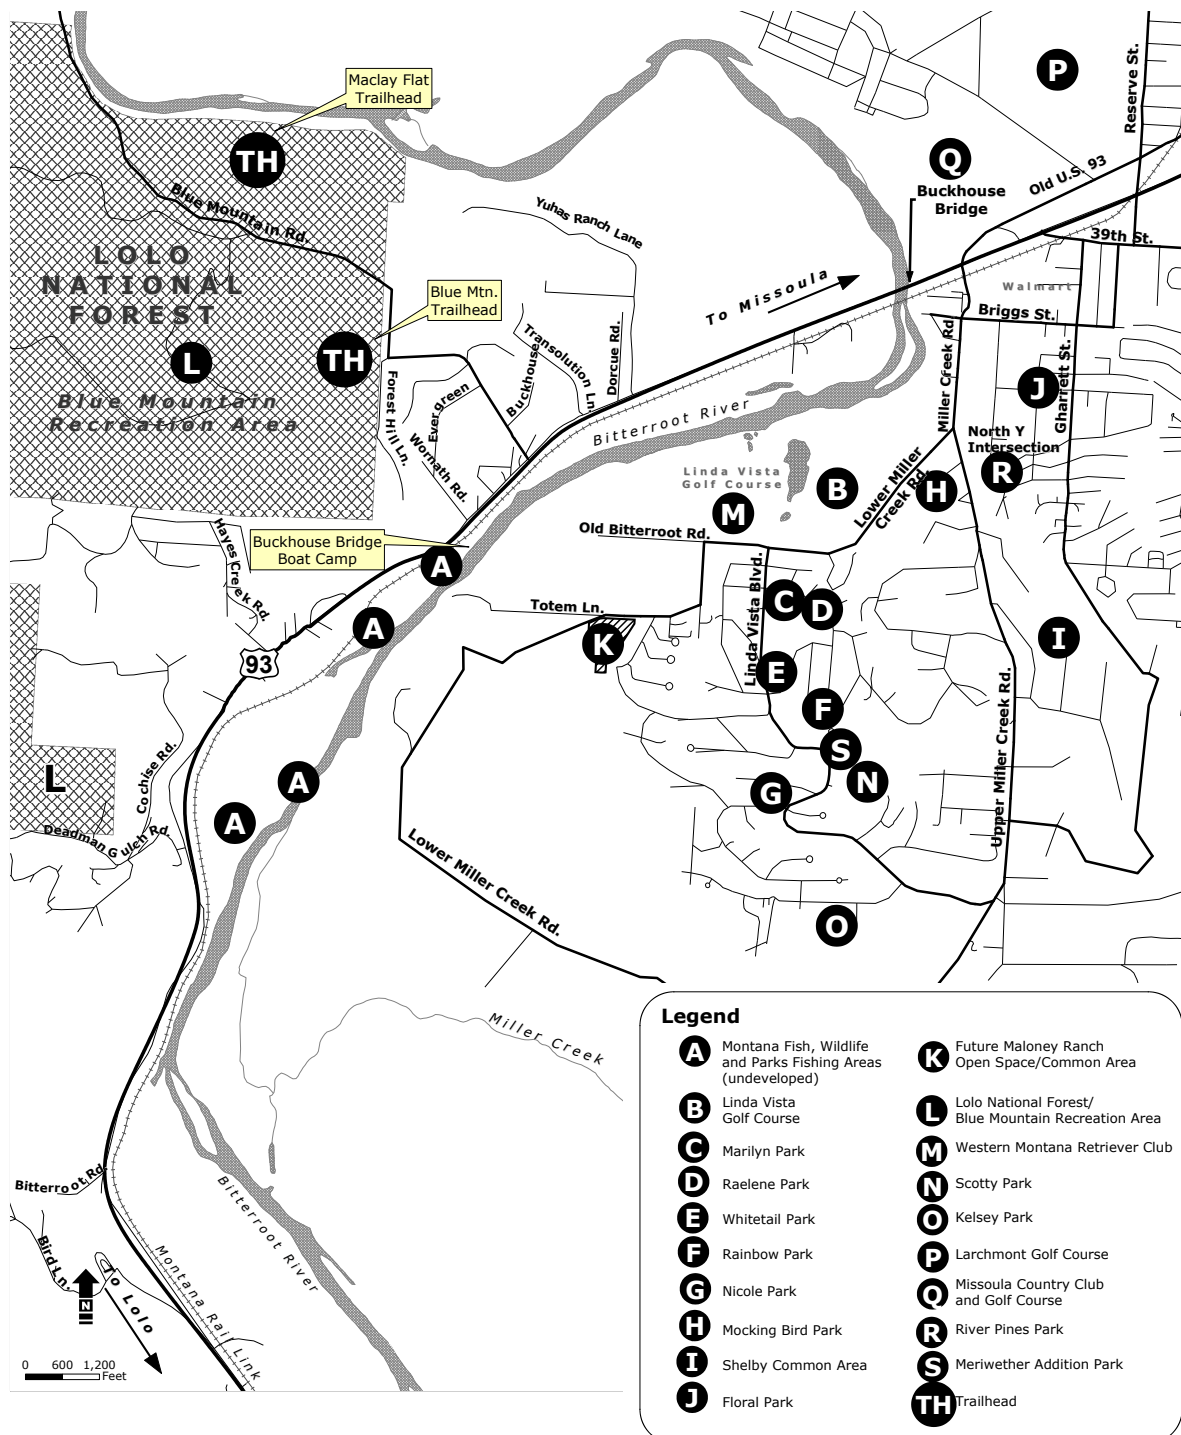 Maclay Flat
Trailhead
TH
P
Reserve St.
Q
Buckhouse
Bridge
Old U.S. 93
39th St.
Blue Mountain Rd.
Yuhas Ranch Lane
LOLO
NATIONAL
FOREST
Blue Mtn.
Trailhead
TH
L
Blue Mountain
Recreation Area
To Missoula
Walmart
Briggs St.
Miller Creek Rd
Gharrett St.
J
Transolution Ln.
Dorcue Rd.
Buckhouse
Evergreen
Forest Hill Ln.
Wornath Rd.
Bitterroot River
North Y
Intersection
R
Linda Vista
Golf Course
B
M
H
Lower Miller
Creek Rd.
Old Bitterroot Rd.
Hayes Creek Rd.
Buckhouse Bridge
Boat Camp
A
A
93
Totem Ln.
K
Linda Vista Blvd.
C
D
E
F
S
N
G
I
Upper Miller Creek Rd.
O
L
Cochise Rd.
Deadman Gulch Rd.
A
A
Lower Miller Creek Rd.
Miller Creek
Bitterroot Rd.
Bird Ln.
N
To Lolo
Montana Rail Link
Bitterroot River
0 600 1,200
Feet
Legend
A Montana Fish, Wildlife
and Parks Fishing Areas
(undeveloped)
B Linda Vista
Golf Course
C Marilyn Park
D Raelene Park
E Whitetail Park
F Rainbow Park
G Nicole Park
H Mocking Bird Park
I Shelby Common Area
J Floral Park
K Future Maloney Ranch
Open Space/Common Area
L Lolo National Forest/
Blue Mountain Recreation Area
M Western Montana Retriever Club
N Scotty Park
O Kelsey Park
P Larchmont Golf Course
Q Missoula Country Club
and Golf Course
R River Pines Park
S Meriwether Addition Park
TH Trailhead